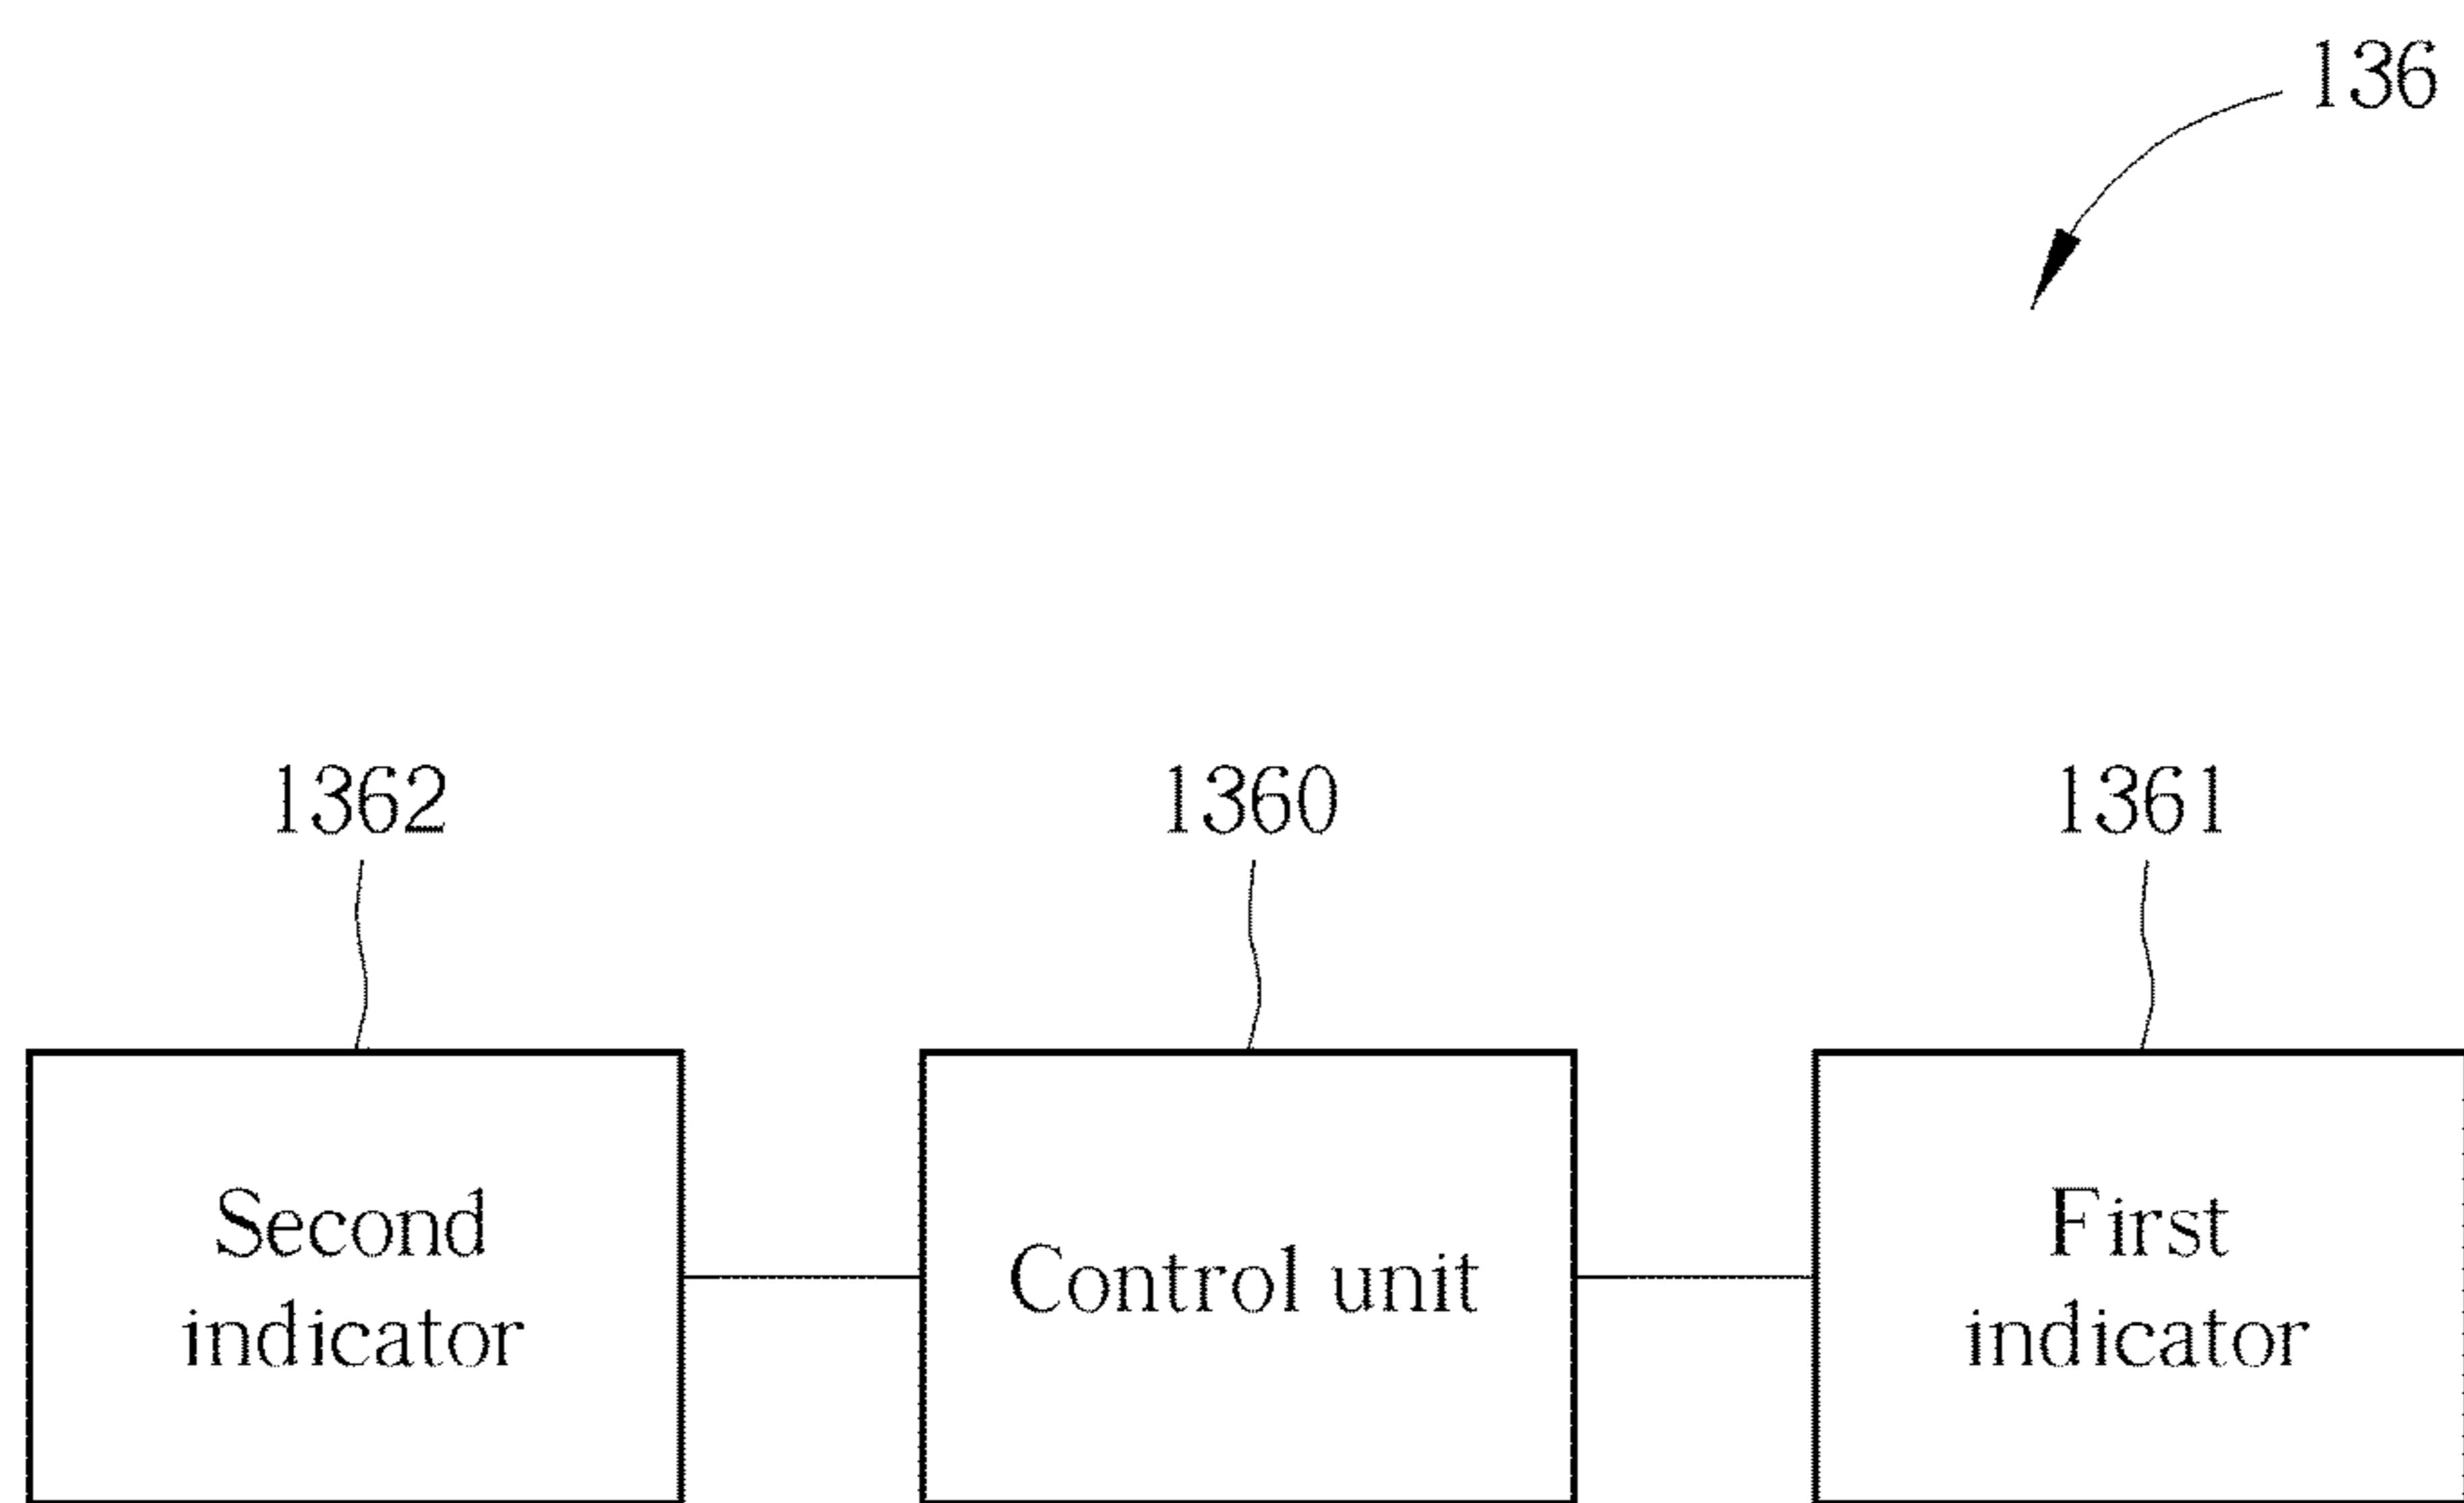 136
1362
1360
1361
Second
indicator
Control unit
First
indicator